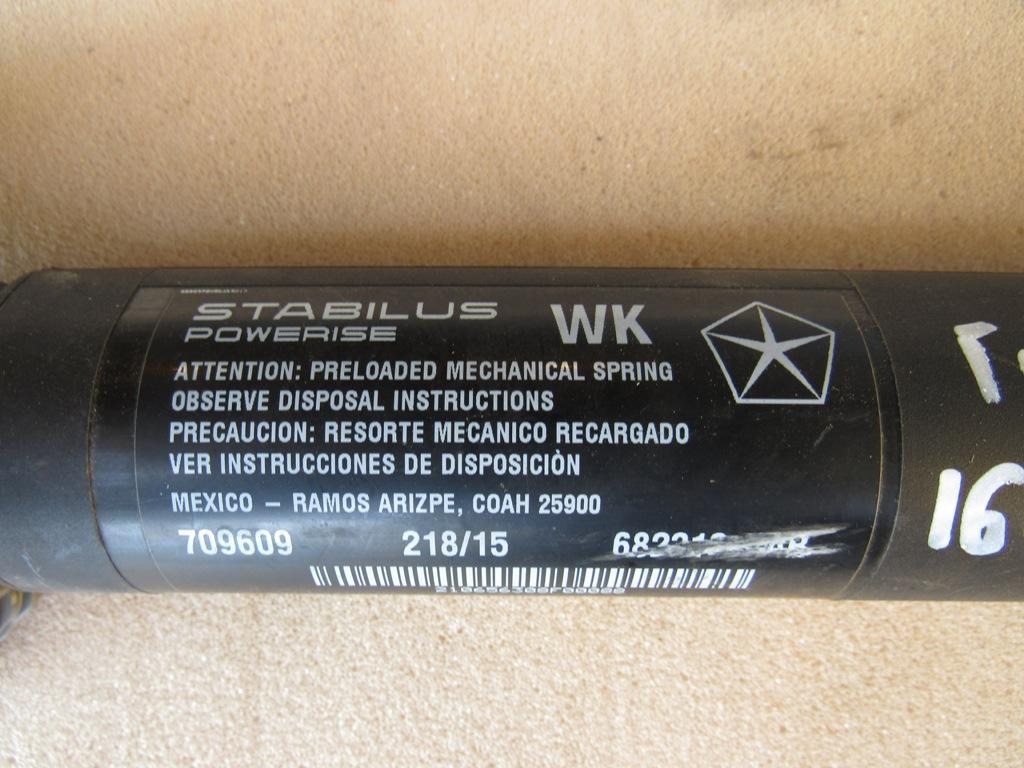 STABILUS
POWERISE
WK
ATTENTION: PRELOADED MECHANICAL SPRING
OBSERVE DISPOSAL INSTRUCTIONS
PRECAUCION: RESORTE MECANICO RECARGADO
VER INSTRUCCIONES DE DISPOSICIÒN
MEXICO – RAMOS ARIZPE, COAH 25900
709609 218/15
16